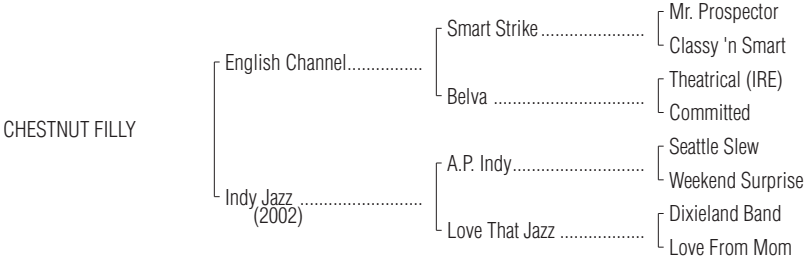 Mr. Prospector
Smart Strike.....................
Classy 'n Smart
English Channel...............
Theatrical (IRE)
Belva ..............................
Committed
CHESTNUT FILLY
Seattle Slew
A.P. Indy..........................
Weekend Surprise
Indy Jazz ........................
(2002)
Dixieland Band
Love That Jazz .................
Love From Mom